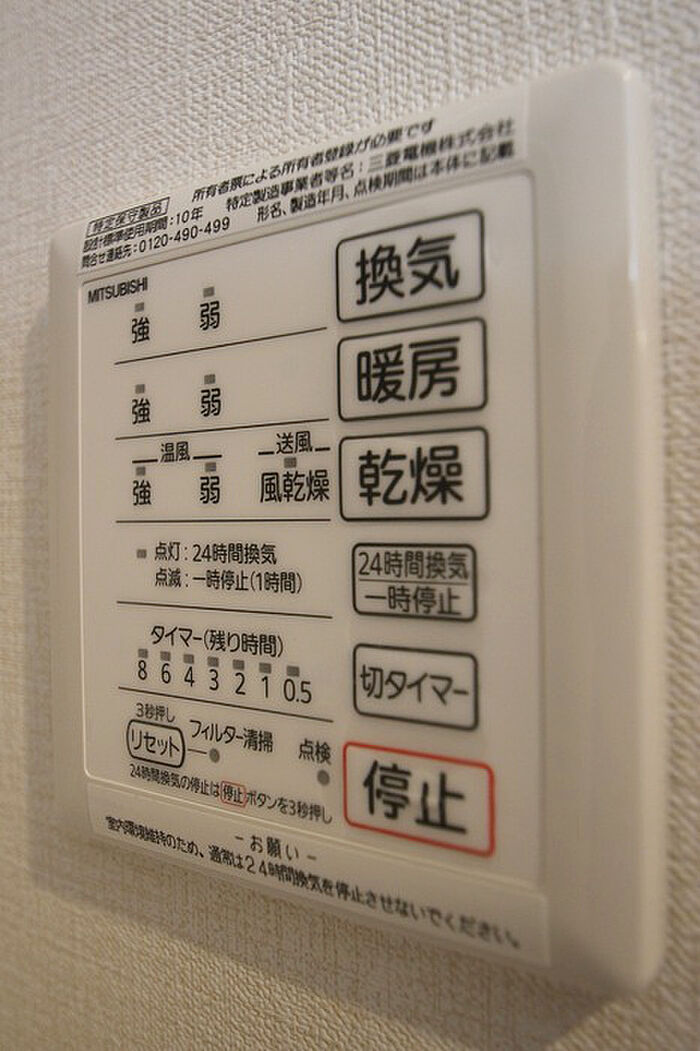 特定保守製品 所有者票による所有者登録が必要です
設計標準使用期間:10年 特定製造事業者等名:三菱電機株式会社
問合せ連絡先:0120-490-499 形名、製造年月、点検期間は本体に記載
MITSUBISHI
強 弱 換気
強 弱 暖房
温風 送風
強 弱 風乾燥 乾燥
点灯:24時間換気
点滅:一時停止(1時間)
24時間換気
一時停止
タイマー(残り時間)
8 6 4 3 2 1 0.5
切タイマー
3秒押し
リセット フィルター清掃 点検
24時間換気の停止は停止ボタンを3秒押し
停止
-お願い-
室内環境維持のため、通常は24時間換気を停止させないでください。